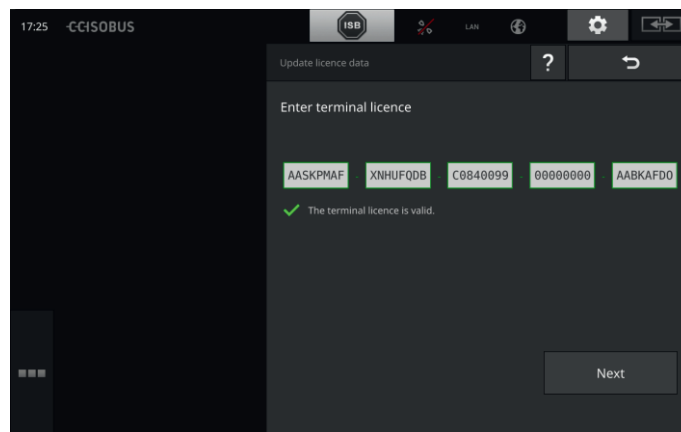 17:25 CCISOBUS ISB LAN
Update licence data ?
Enter terminal licence
AASKPMAF - XNHUFQDB - C0840099 - 00000000 - AABKAFDO
The terminal licence is valid.
Next